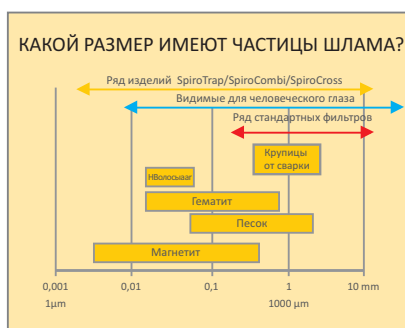 КАКОЙ РАЗМЕР ИМЕЮТ ЧАСТИЦЫ ШЛАМА?
Ряд изделий SpiroTrap/SpiroCombi/SpiroCross
Видимые для человеческого глаза
Ряд стандартных фильтров
Крупицы
от сварки
Гематит
Песок
Магнетит
0,001
0,01
0,1
1
10 mm
1µm
1000 µm